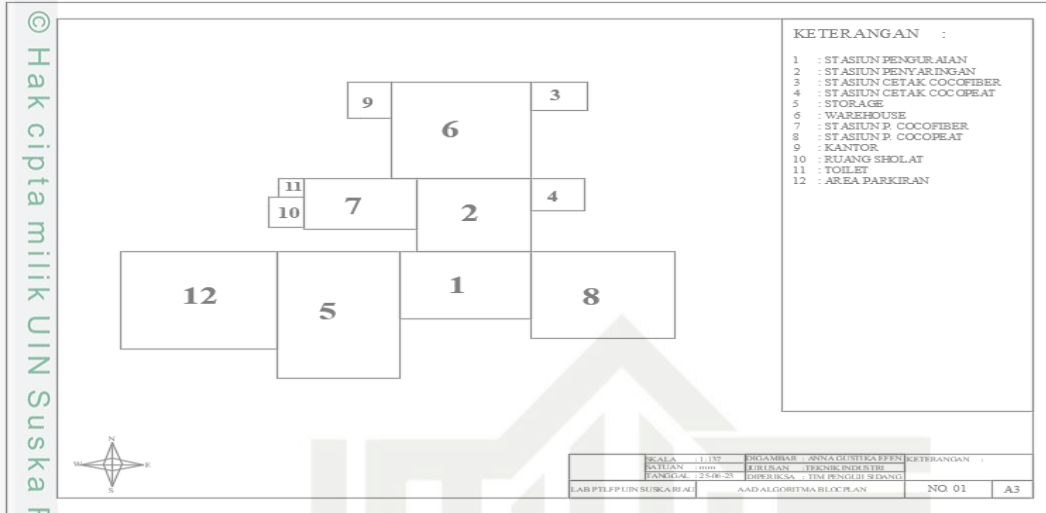 © Hak cipta milik UIN Suska
KETERANGAN :
1 : STASIUN PENGURAIAN
2 : STASIUN PENYARINGAN
3 : STASIUN CETAK COCOFIBER
4 : STASIUN CETAK COCOPEAT
5 : STORAGE
6 : WAREHOUSE
7 : STASIUN P. COCOFIBER
8 : STASIUN P. COCOPEAT
9 : KANTOR
10 : RUANG SHOLAT
11 : TOILET
12 : AREA PARKIRAN
9
3
6
11
10
7
2
4
12
5
1
8
N
W
E
S
SKALA : 1:132
SATUAN : mm
TANGGAL : 25-06-23
DIGAMBAR : ANNA GUSTIKA EFEN
JURUSAN : TEKNIK INDUSTRI
DIPERIKSA : TIM PENGUJI SIDANG
KETERANGAN :
LAB PTLFP UIN SUSKA RIAU
AAD ALGORITMA BLOCPLAN
NO. 01
A3